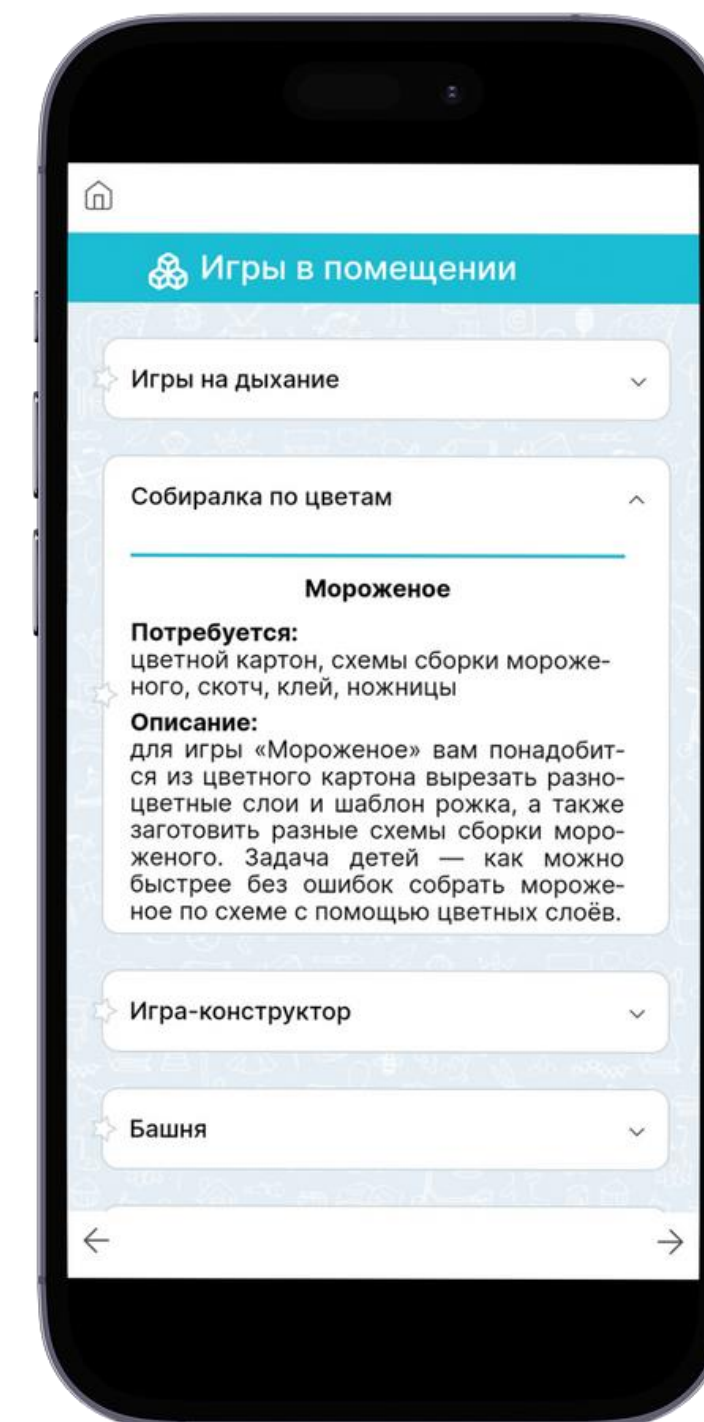 Игры в помещении
Игры на дыхание
Собиралка по цветам
Мороженое
Потребуется:
цветной картон, схемы сборки мороже-
ного, скотч, клей, ножницы
Описание:
для игры «Мороженое» вам понадобит-
ся из цветного картона вырезать разно-
цветные слои и шаблон рожка, а также
заготовить разные схемы сборки моро-
женого. Задача детей — как можно
быстрее без ошибок собрать мороже-
ное по схеме с помощью цветных слоёв.
Игра-конструктор
Башня